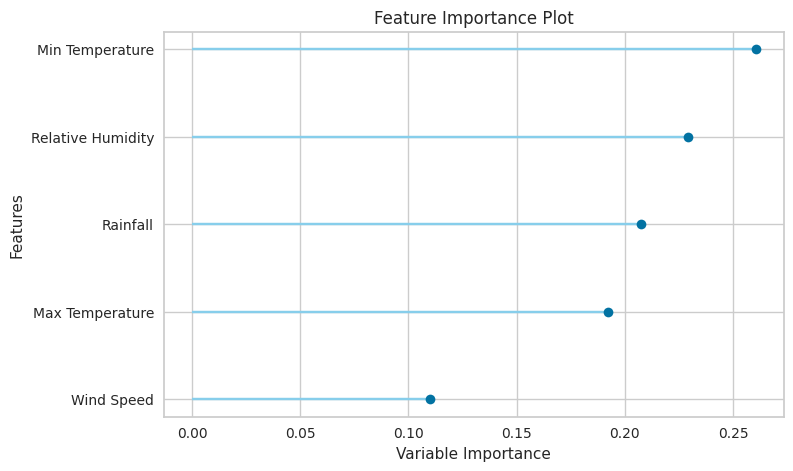 Feature Importance Plot
Min Temperature
Relative Humidity
Rainfall
Max Temperature
Wind Speed
Features
0.00 0.05 0.10 0.15 0.20 0.25
Variable Importance